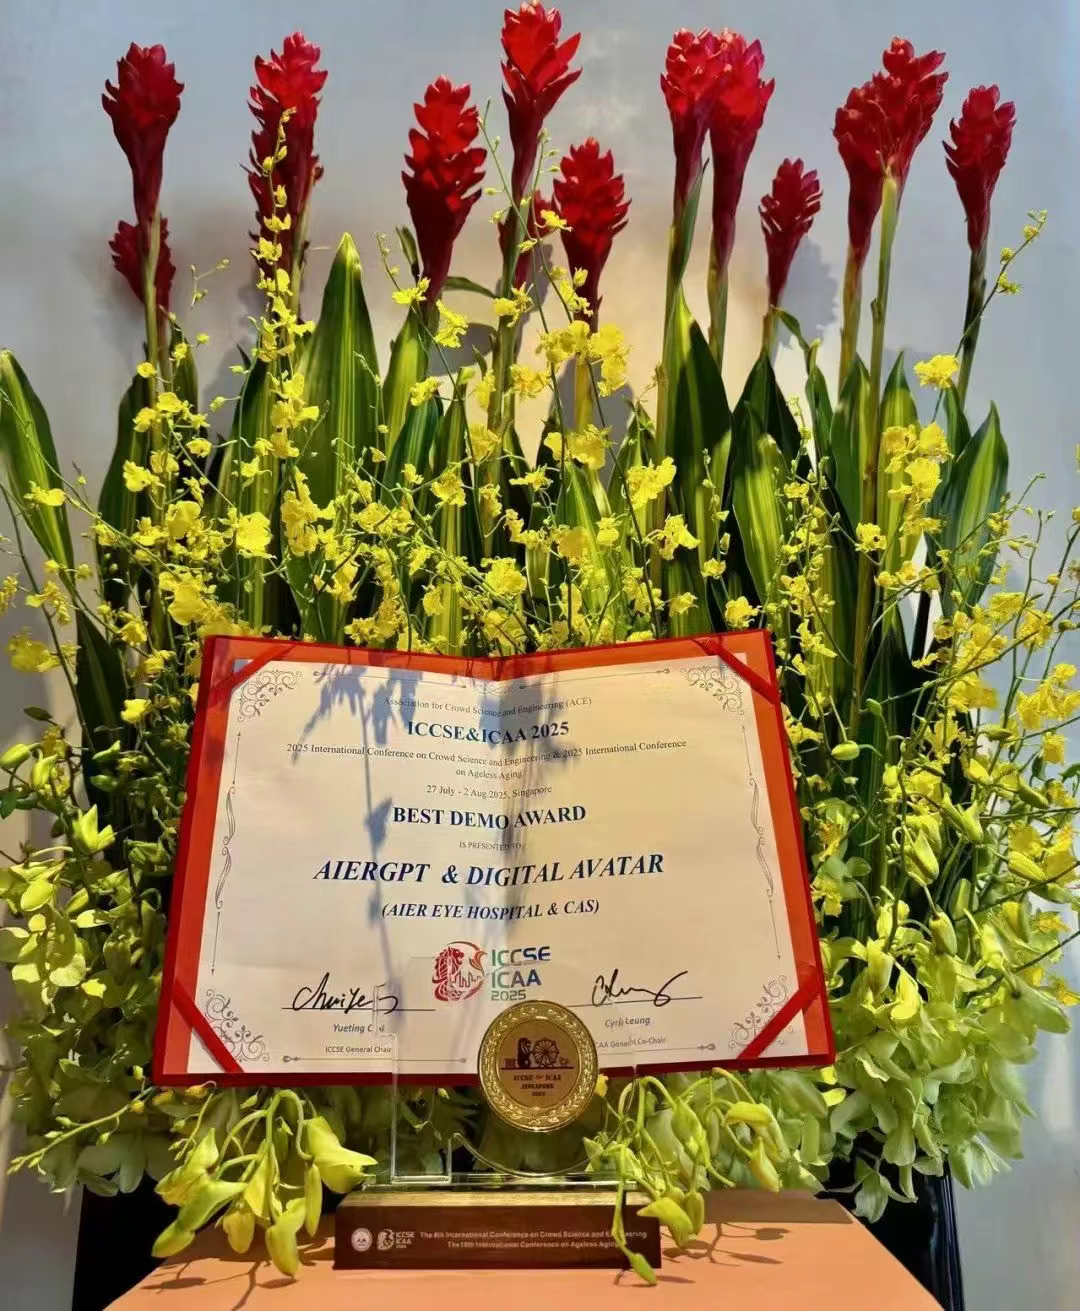 Association for Crowd Science and Engineering (ACE)
ICCSE&ICAA 2025
2025 International Conference on Crowd Science and Engineering & 2025 International Conference
on Ageless Aging
27 July - 2 Aug 2025, Singapore
BEST DEMO AWARD
IS PRESENTED TO
AIERGPT & DIGITAL AVATAR
(AIER EYE HOSPITAL & CAS)
ICCSE
ICAA
2025
Yueting
ICCSE General Chair
Cyril Leung
General Co-Chair
ICCSE ICAA
SINGAPORE
2025
ICCSE
ICAA
The 8th International Conference on Crowd Science and Engineering
The 10th International Conference on Ageless Aging